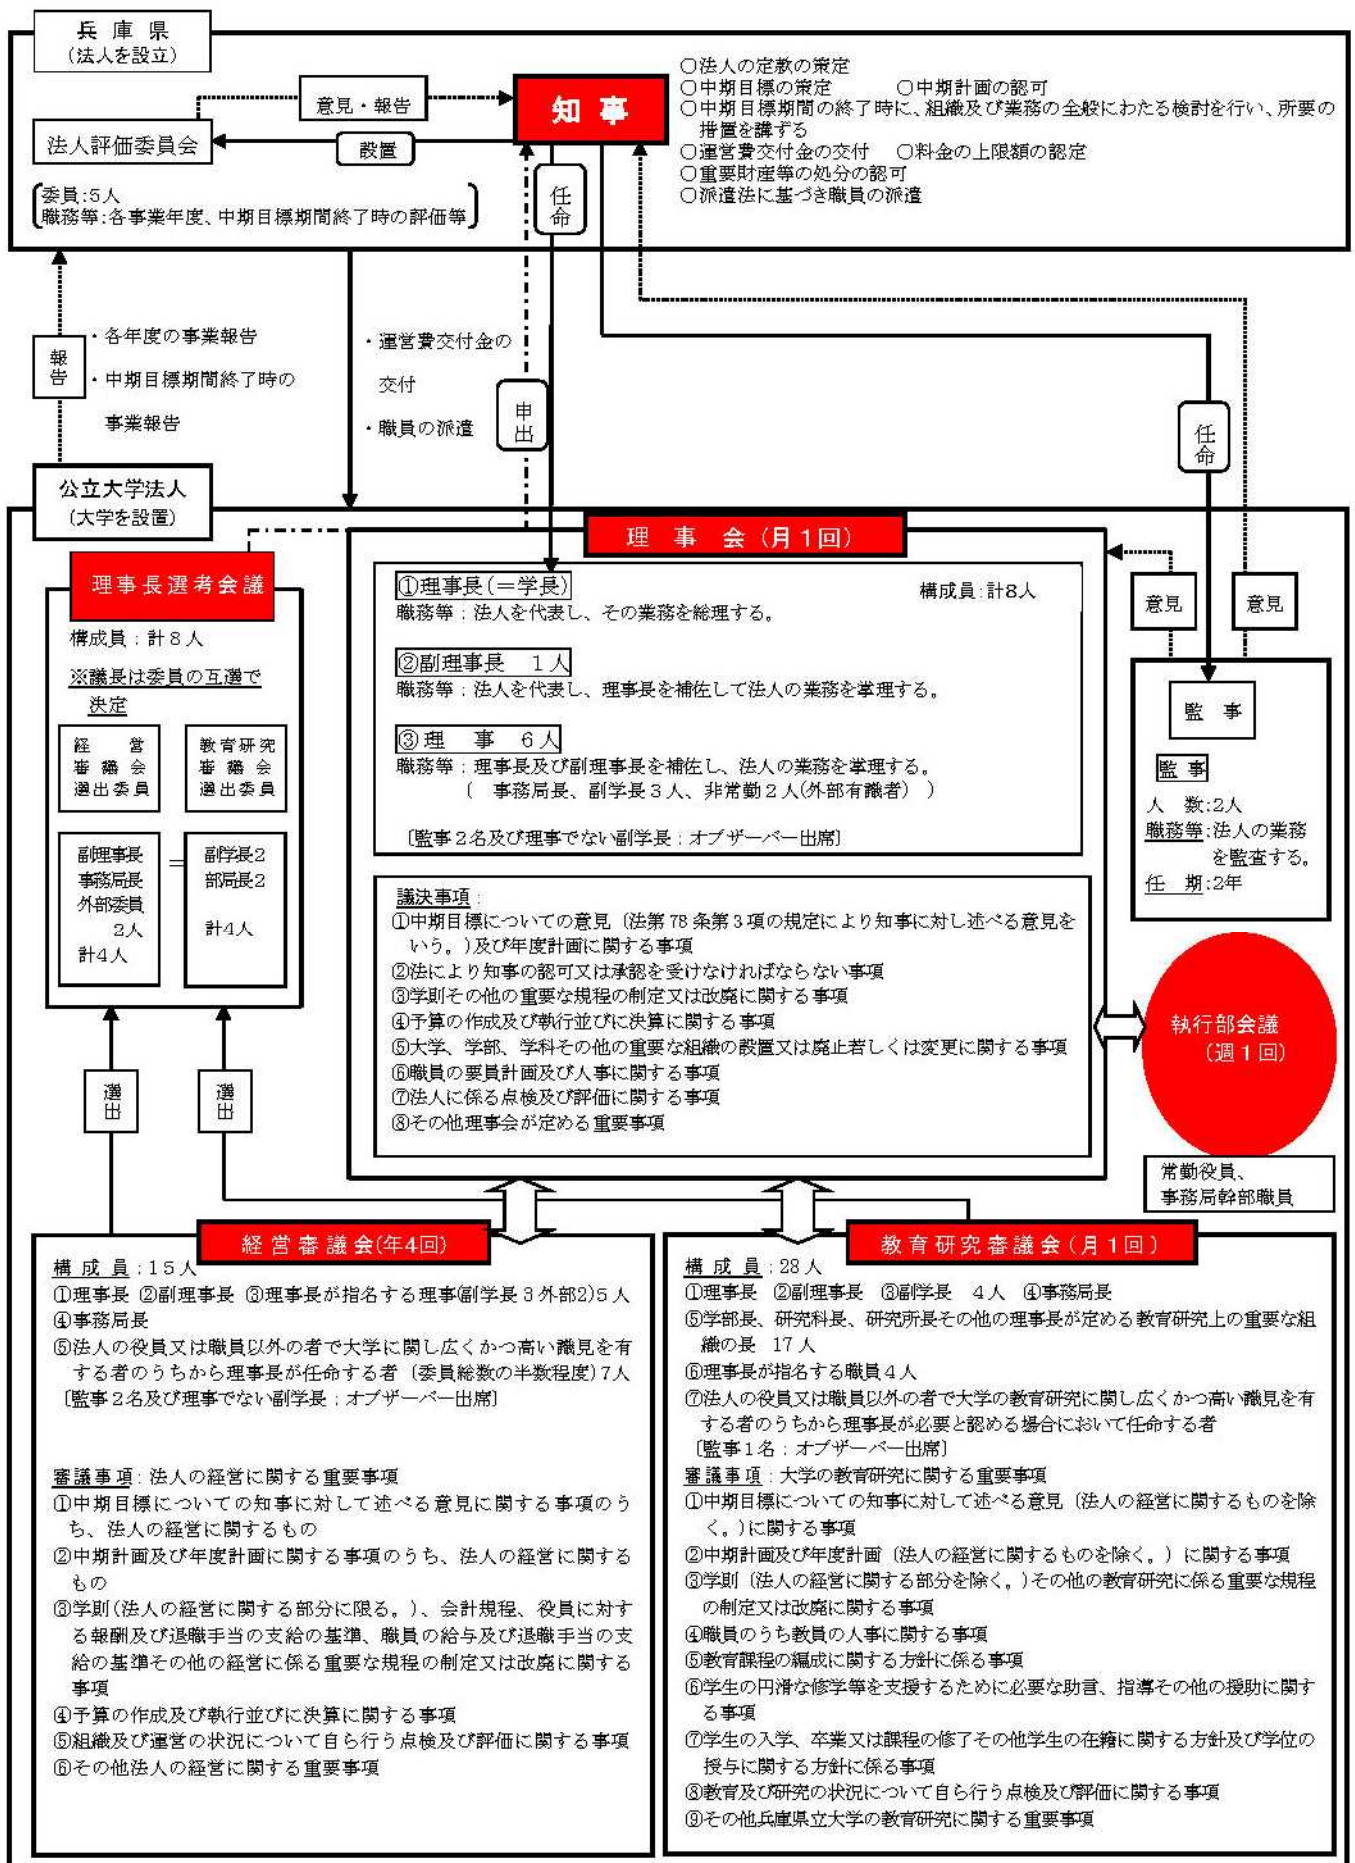 兵庫県
(法人を設立)
意見・報告
知事
法人評価委員会
設置
委員:5人
職務等:各事業年度、中期目標期間終了時の評価等
任命
○法人の定款の策定
○中期目標の策定 ○中期計画の認可
○中期目標期間の終了時に、組織及び業務の全般にわたる検討を行い、所要の
措置を講ずる
○運営費交付金の交付 ○料金の上限額の認定
○重要財産等の処分の認可
○派遣法に基づき職員の派遣
報告
・各年度の事業報告
・中期目標期間終了時の
事業報告
・運営費交付金の
交付
・職員の派遣
申出
任命
公立大学法人
(大学を設置)
理事長選考会議
構成員:計8人
※議長は委員の互選で
決定
経営
審議会
選出委員
教育研究
審議会
選出委員
副理事長
事務局長
外部委員
2人
計4人
=
副学長2
部局長2
計4人
選出
選出
理事会(月1回)
①理事長(=学長)
構成員:計8人
職務等:法人を代表し、その業務を総理する。
②副理事長 1人
職務等:法人を代表し、理事長を補佐して法人の業務を掌理する。
③理事 6人
職務等:理事長及び副理事長を補佐し、法人の業務を掌理する。
( 事務局長、副学長3人、非常勤2人(外部有識者) )
〔監事2名及び理事でない副学長:オブザーバー出席〕
議決事項:
①中期目標についての意見〔法第78条第3項の規定により知事に対し述べる意見を
いう。)及び年度計画に関する事項
②法により知事の認可又は承認を受けなければならない事項
③学則その他の重要な規程の制定又は改廃に関する事項
④予算の作成及び執行並びに決算に関する事項
⑤大学、学部、学科その他の重要な組織の設置又は廃止若しくは変更に関する事項
⑥職員の要員計画及び人事に関する事項
⑦法人に係る点検及び評価に関する事項
⑧その他理事会が定める重要事項
意見
意見
監事
監事
人数:2人
職務等:法人の業務
を監査する。
任期:2年
執行部会議
(週1回)
常勤役員、
事務局幹部職員
経営審議会(年4回)
構成員:15人
①理事長 ②副理事長 ③理事長が指名する理事(副学長3外部2)5人
④事務局長
⑤法人の役員又は職員以外の者で大学に関し広くかつ高い識見を有
する者のうちから理事長が任命する者〔委員総数の半数程度)7人
〔監事2名及び理事でない副学長:オブザーバー出席〕
審議事項:法人の経営に関する重要事項
①中期目標についての知事に対して述べる意見に関する事項のう
ち、法人の経営に関するもの
②中期計画及び年度計画に関する事項のうち、法人の経営に関する
もの
③学則(法人の経営に関する部分に限る。)、会計規程、役員に対す
る報酬及び退職手当の支給の基準、職員の給与及び退職手当の支
給の基準その他の経営に係る重要な規程の制定又は改廃に関する
事項
④予算の作成及び執行並びに決算に関する事項
⑤組織及び運営の状況について自ら行う点検及び評価に関する事項
⑥その他法人の経営に関する重要事項
教育研究審議会(月1回)
構成員:28人
①理事長 ②副理事長 ③副学長 4人 ④事務局長
⑤学部長、研究科長、研究所長その他の理事長が定める教育研究上の重要な組
織の長 17人
⑥理事長が指名する職員4人
⑦法人の役員又は職員以外の者で大学の教育研究に関し広くかつ高い識見を有
する者のうちから理事長が必要と認める場合において任命する者
〔監事1名:オブザーバー出席〕
審議事項:大学の教育研究に関する重要事項
①中期目標についての知事に対して述べる意見〔法人の経営に関するものを除
く。)に関する事項
②中期計画及び年度計画〔法人の経営に関するものを除く。)に関する事項
③学則〔法人の経営に関する部分を除く。)その他の教育研究に係る重要な規程
の制定又は改廃に関する事項
④職員のうち教員の人事に関する事項
⑤教育課程の編成に関する方針に係る事項
⑥学生の円滑な修学等を支援するために必要な助言、指導その他の援助に関す
る事項
⑦学生の入学、卒業又は課程の修了その他学生の在籍に関する方針及び学位の
授与に関する方針に係る事項
⑧教育及び研究の状況について自ら行う点検及び評価に関する事項
⑨その他兵庫県立大学の教育研究に関する重要事項